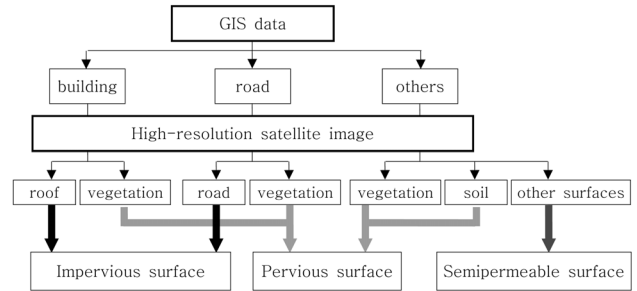 GIS data
building
road
others
High-resolution satellite image
roof
vegetation
road
vegetation
vegetation
soil
other surfaces
Impervious surface
Pervious surface
Semipermeable surface